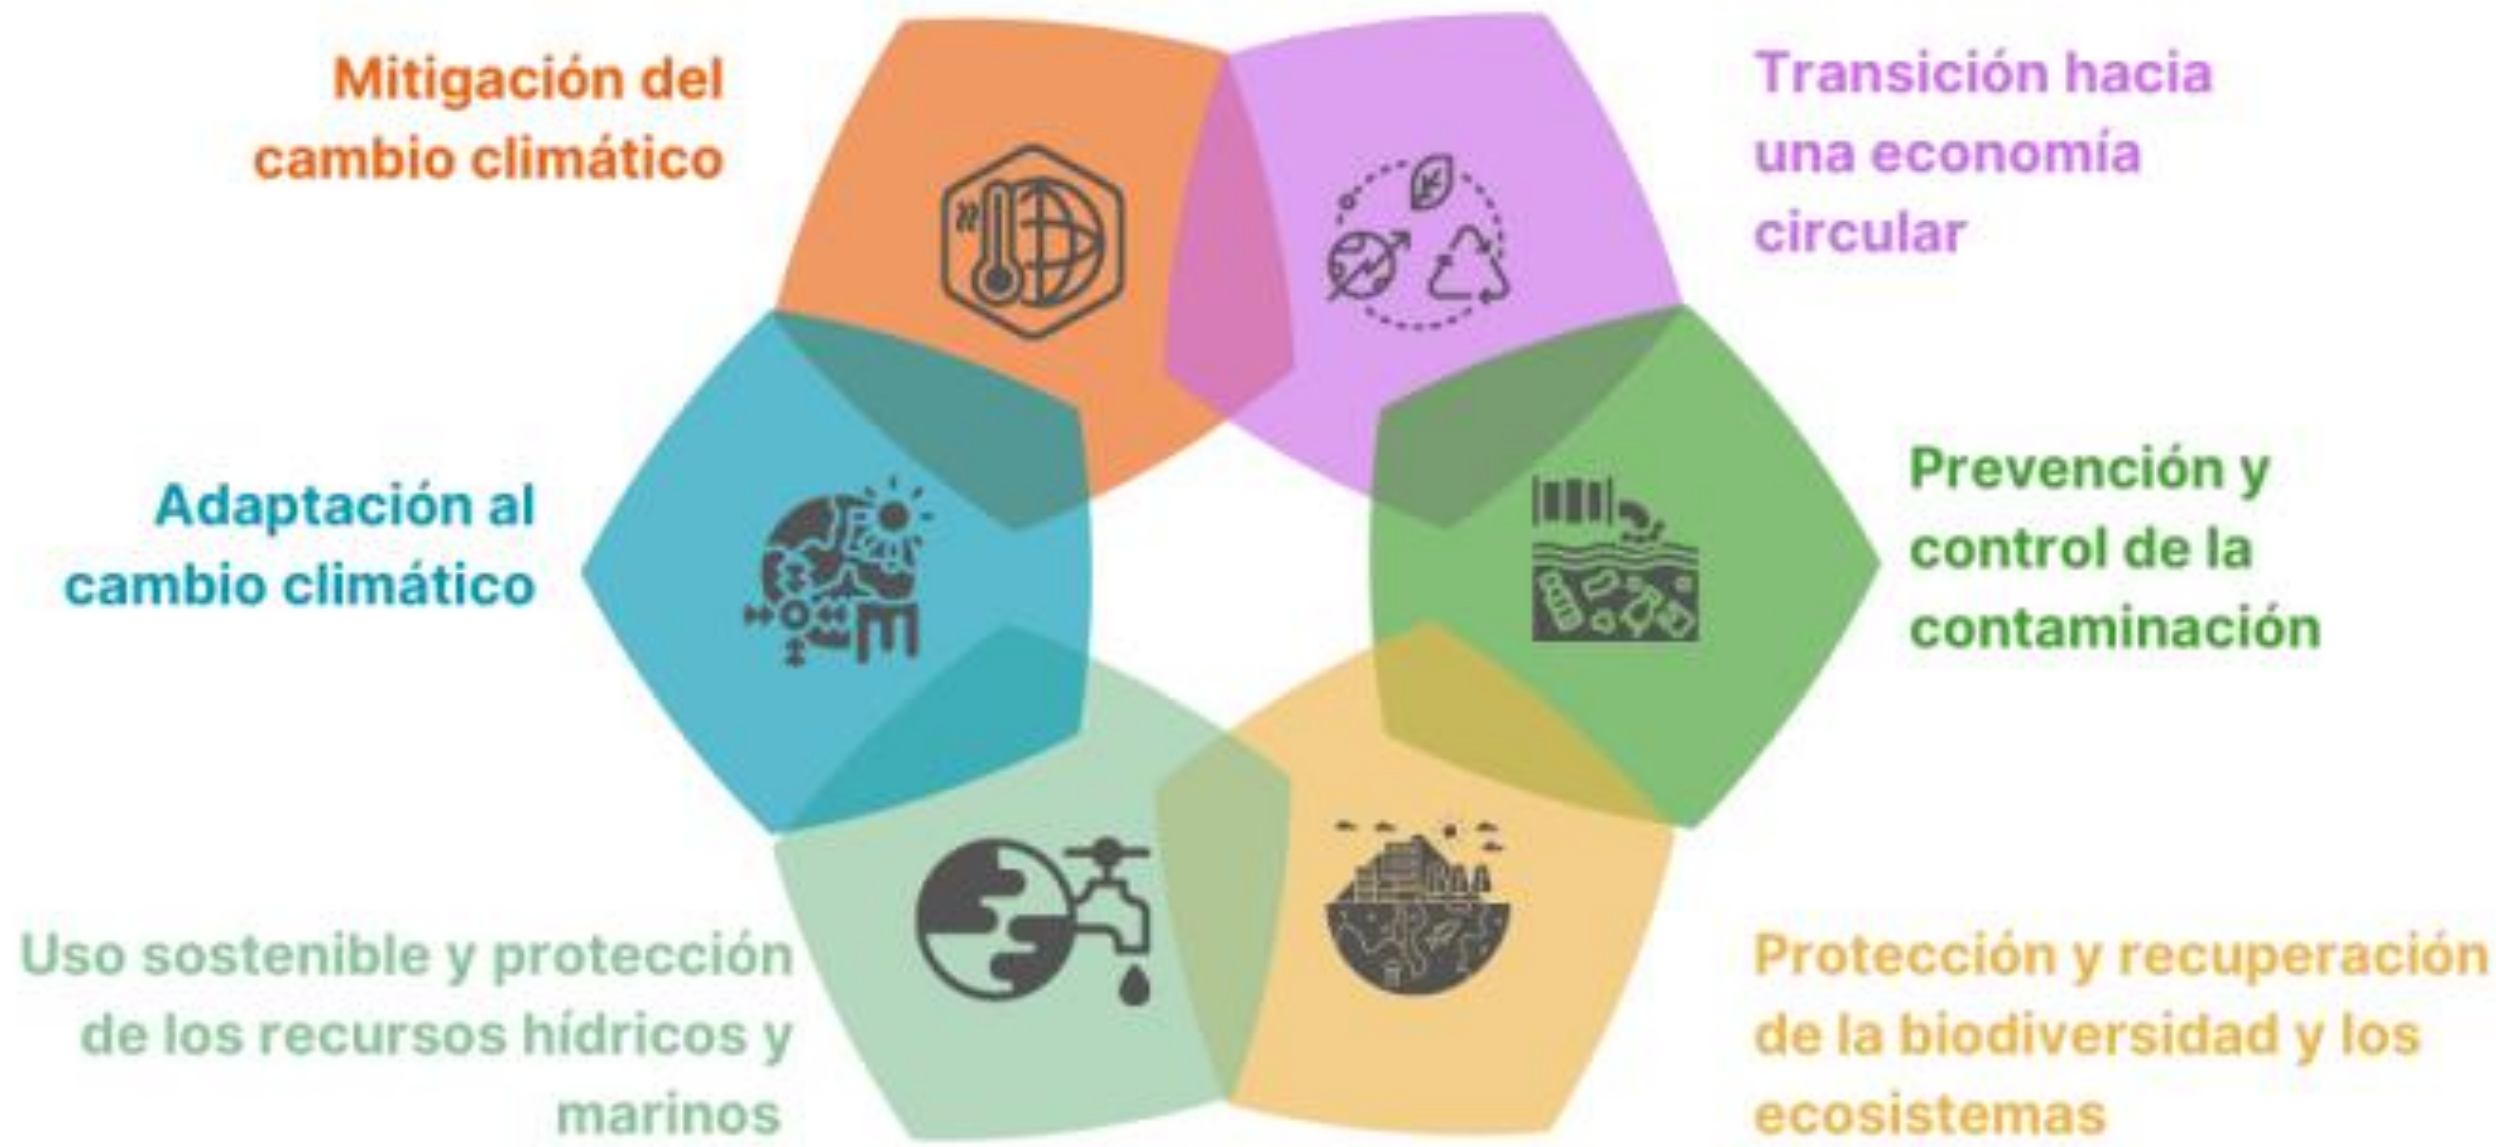 Mitigación del
cambio climático
Transición hacia
una economía
circular
Adaptación al
cambio climático
Prevención y
control de la
contaminación
Uso sostenible y protección
de los recursos hídricos y
marinos
Protección y recuperación
de la biodiversidad y los
ecosistemas